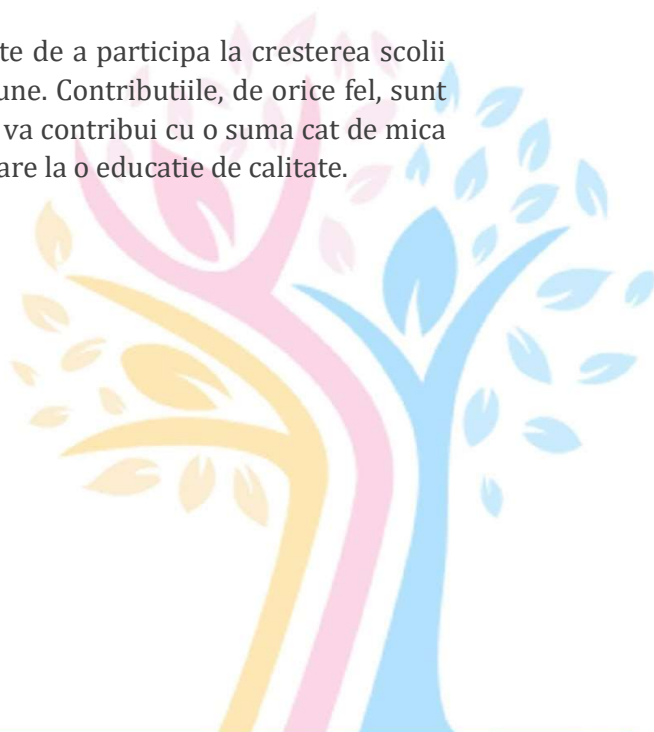 te de a participa la cresterea scolii
une. Contributiile, de orice fel, sunt
va contribui cu o suma cat de mica
are la o educatie de calitate.